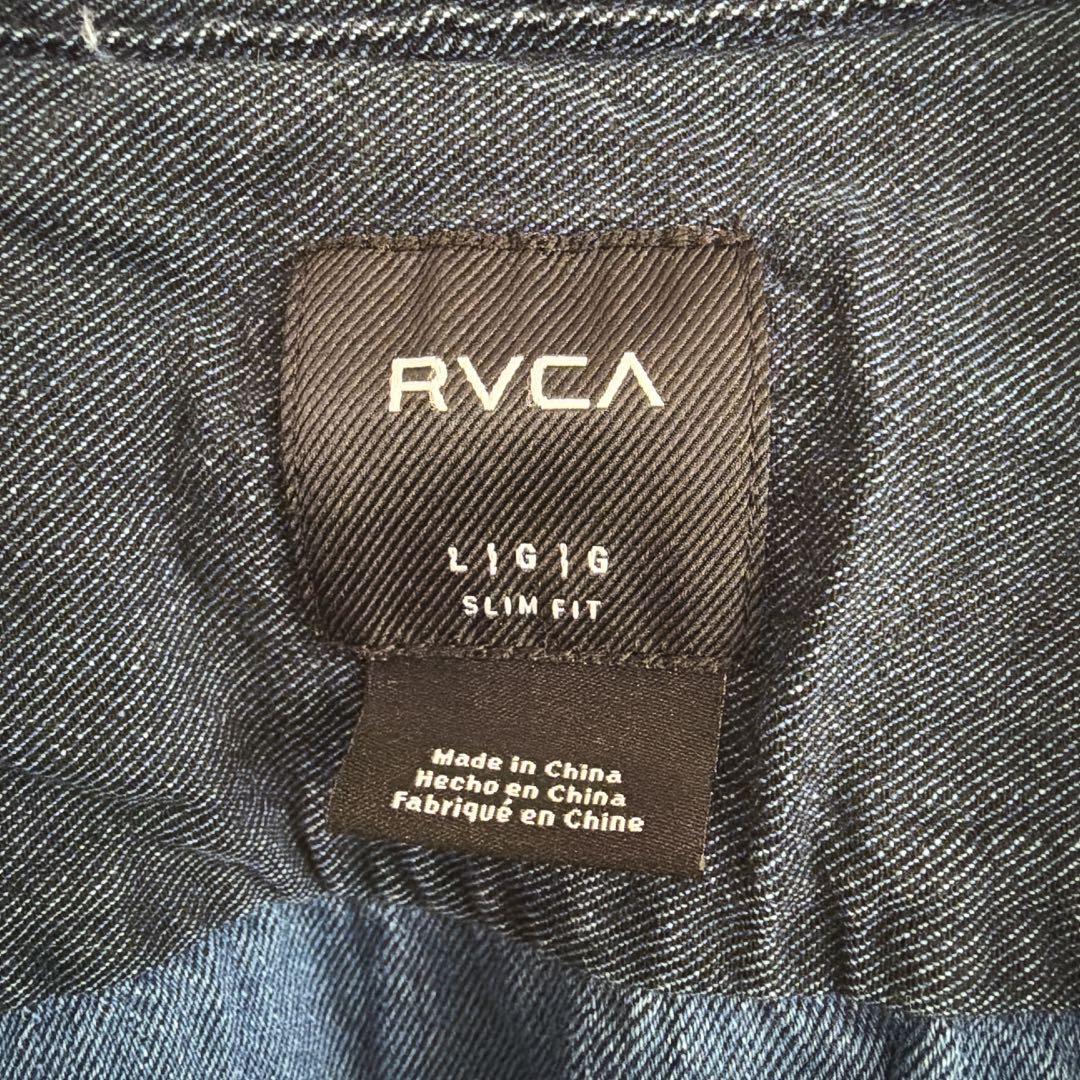 RVCA
L | G | G
SLIM FIT
Made in China
Hecho en China
Fabriqué en Chine